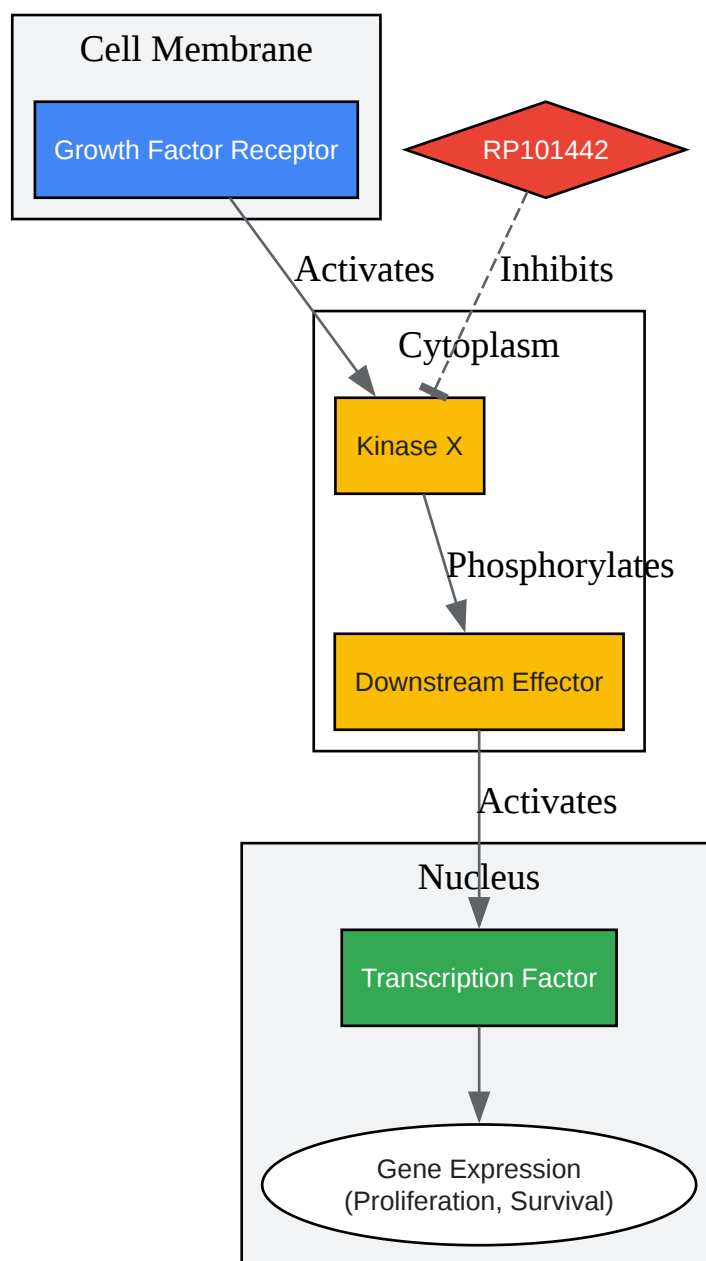 Cell Membrane
Growth Factor Receptor
RP101442
Activates
Inhibits
Cytoplasm
Kinase X
Phosphorylates
Downstream Effector
Activates
Nucleus
Transcription Factor
Gene Expression
(Proliferation, Survival)